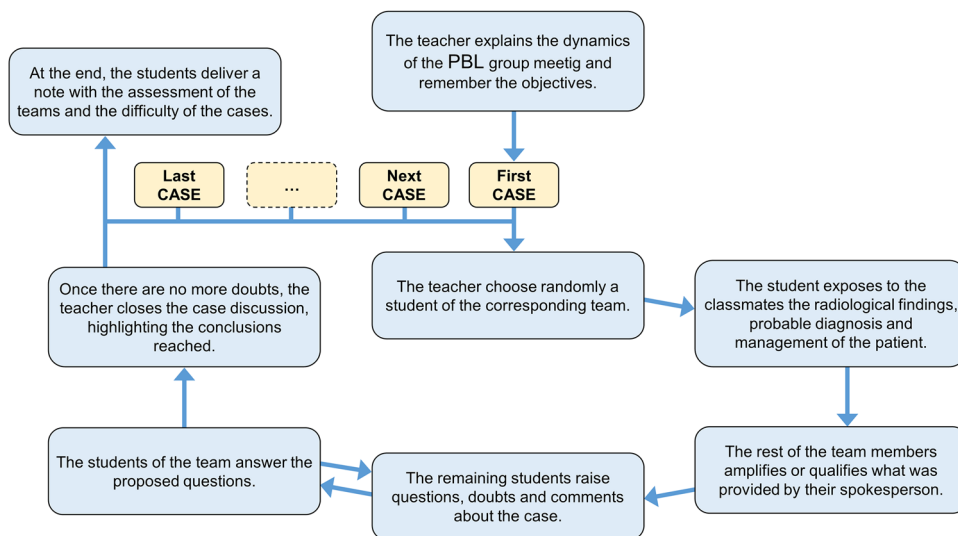 The teacher explains the dynamics
of the PBL group meetig and
remember the objectives.
At the end, the students deliver a
note with the assessment of the
teams and the difficulty of the cases.
Last
CASE
...
Next
CASE
First
CASE
The teacher choose randomly a
student of the corresponding team.
The student exposes to the
classmates the radiological findings,
probable diagnosis and
management of the patient.
The rest of the team members
amplifies or qualifies what was
provided by their spokesperson.
The remaining students raise
questions, doubts and comments
about the case.
The students of the team answer the
proposed questions.
Once there are no more doubts, the
teacher closes the case discussion,
highlighting the conclusions
reached.